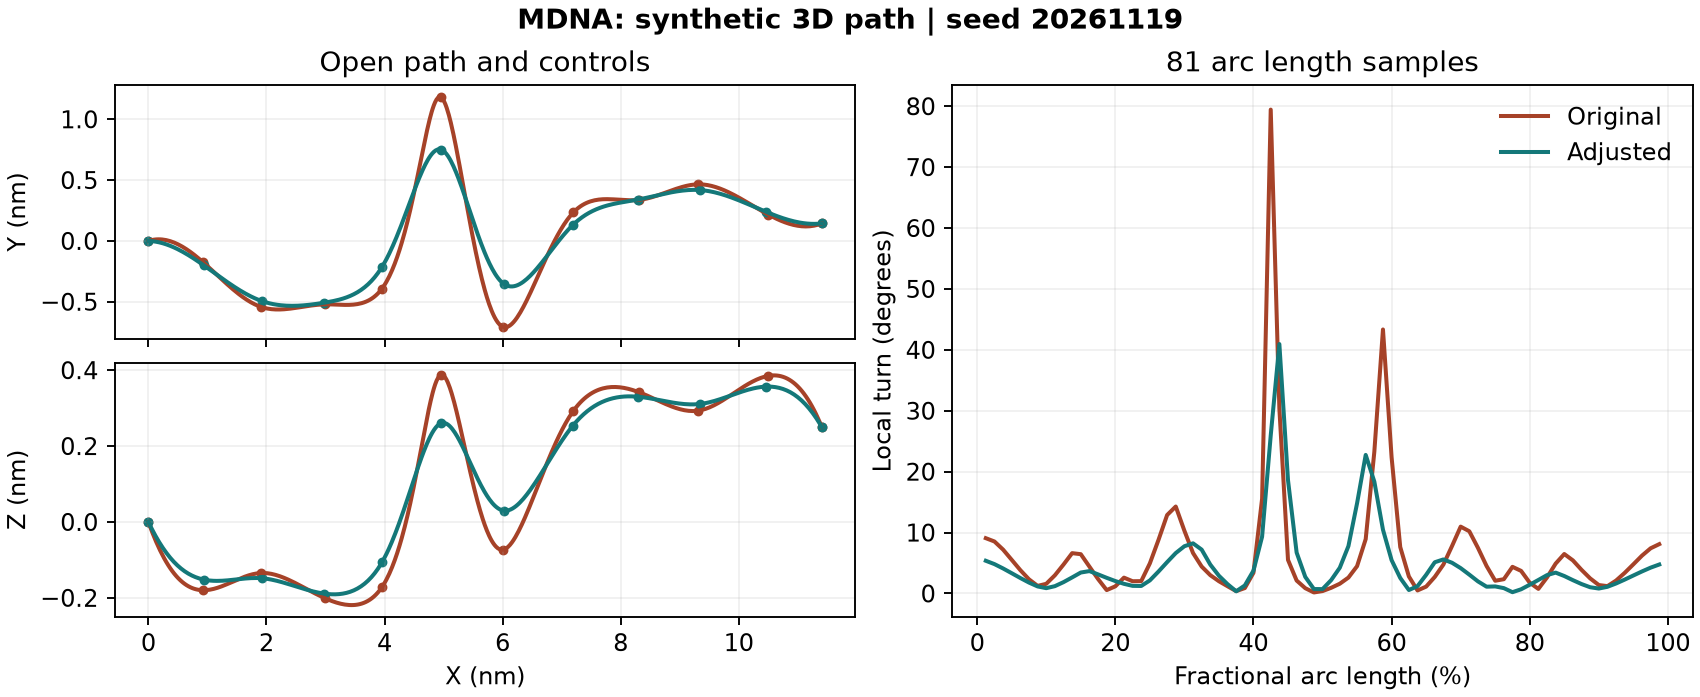 MDNA: synthetic 3D path | seed 20261119
Open path and controls
1.0
0.5
0.0
−0.5
Y (nm)
0.4
0.2
0.0
−0.2
Z (nm)
0
2
4
6
8
10
X (nm)
81 arc length samples
Original
Adjusted
80
70
60
50
40
30
20
10
0
Local turn (degrees)
0
20
40
60
80
100
Fractional arc length (%)